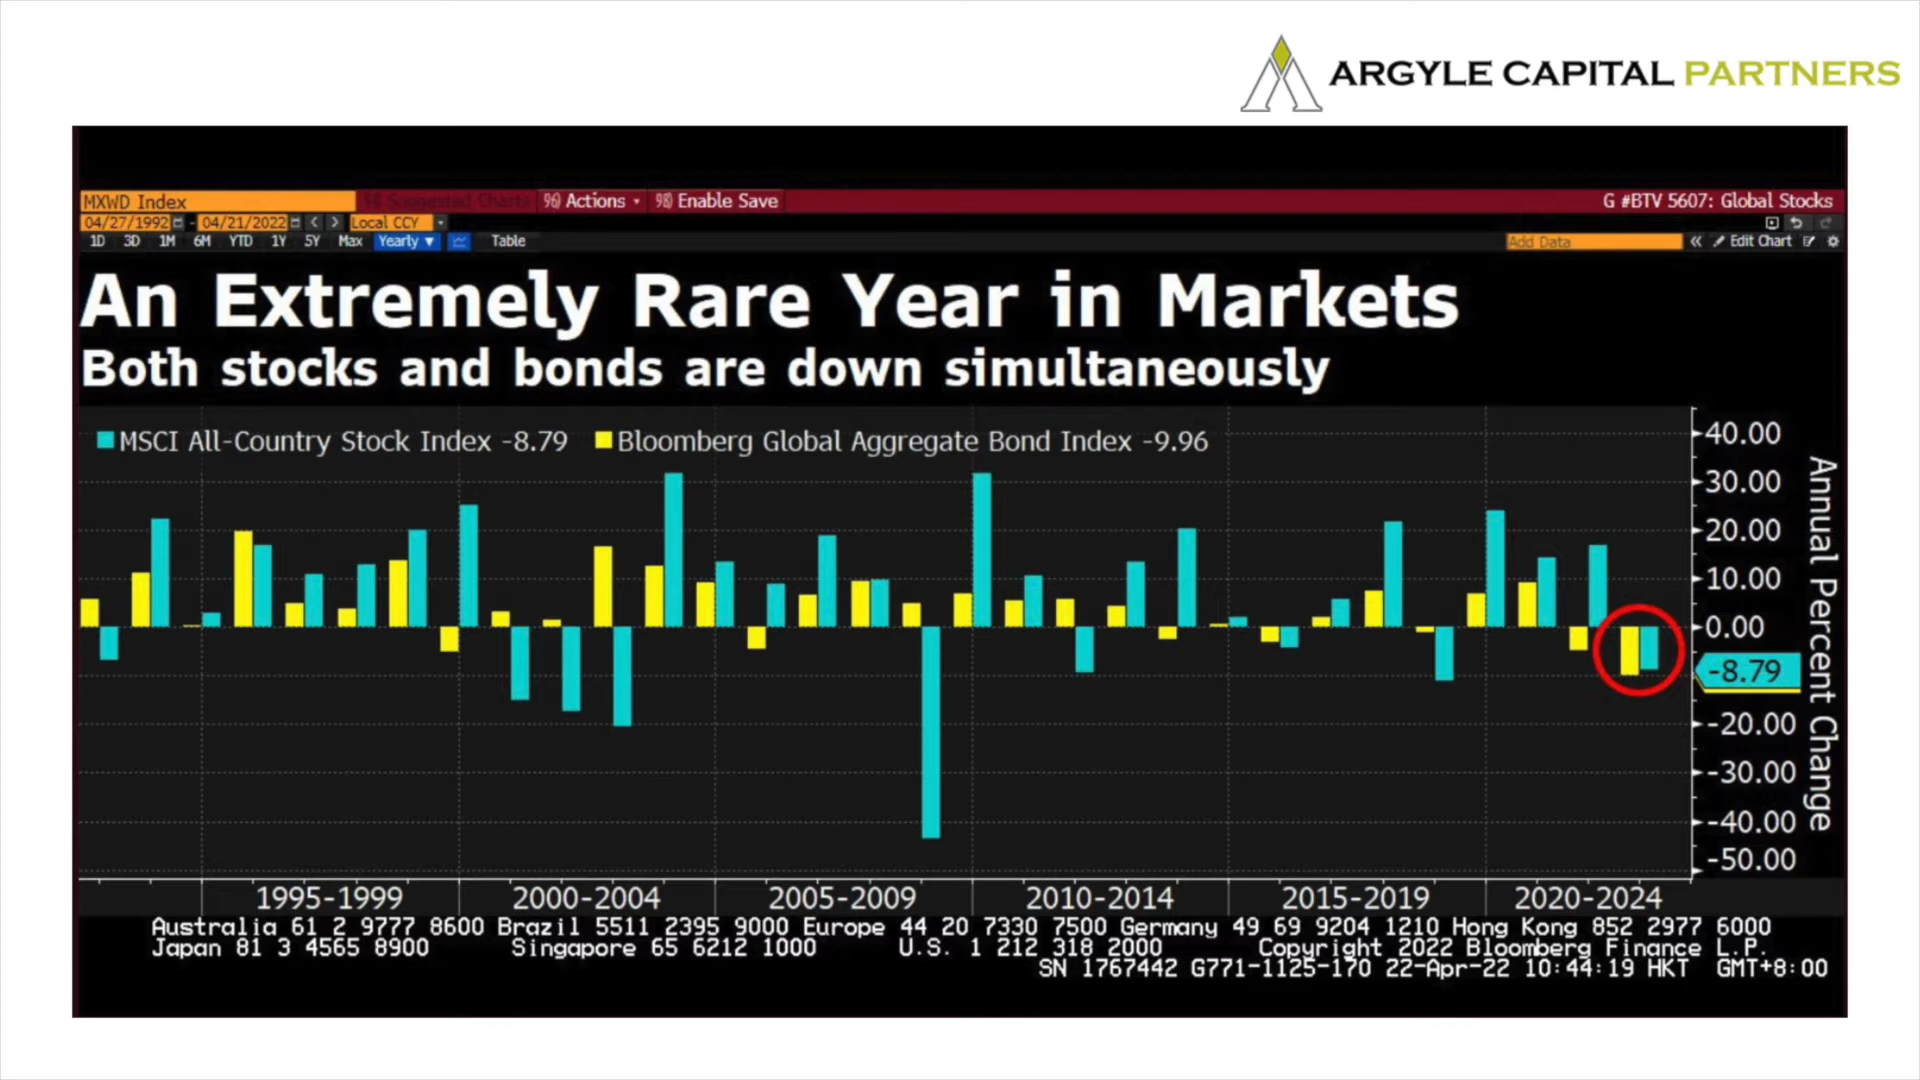 ARGYLE CAPITAL PARTNERS
MXWD Index 96) Actions 98) Enable Save G #BTV 5607: Global Stocks
04/27/1992 - 04/21/2022 < > Local CCY
1D 3D 1M 6M YTD 1Y 5Y Max Yearly ▼ Table Add Data « Edit Chart
An Extremely Rare Year in Markets
Both stocks and bonds are down simultaneously
MSCI All-Country Stock Index -8.79 Bloomberg Global Aggregate Bond Index -9.96
40.00
30.00
20.00
10.00
0.00
-8.79
-20.00
-30.00
-40.00
-50.00
Annual Percent Change
1995-1999 2000-2004 2005-2009 2010-2014 2015-2019 2020-2024
Australia 61 2 9777 8600 Brazil 5511 2395 9000 Europe 44 20 7330 7500 Germany 49 69 9204 1210 Hong Kong 852 2977 6000
Japan 81 3 4565 8900 Singapore 65 6212 1000 U.S. 1 212 318 2000 Copyright 2022 Bloomberg Finance L.P.
SN 1767442 G771-1125-170 22-Apr-22 10:44:19 HKT GMT+8:00